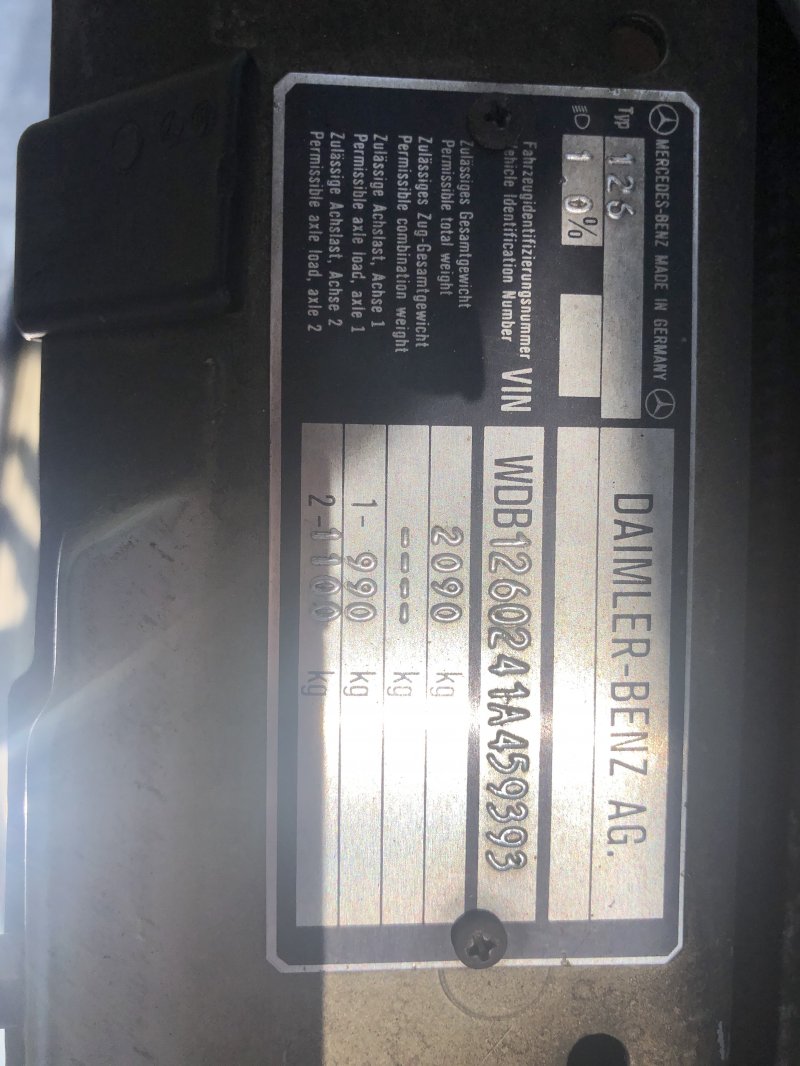 MERCEDES-BENZ MADE IN GERMANY
Typ 126
DAIMLER-BENZ AG.
1,0%
Fahrzeugidentifizierungsnummer
Vehicle Identification Number
VIN
WDB1260241A459393
Zulässiges Gesamtgewicht
Permissible total weight
2090 kg
Zulässiges Zug-Gesamtgewicht
Permissible combination weight
---- kg
Zulässige Achslast, Achse 1
Permissible axle load, axle 1
1- 990 kg
Zulässige Achslast, Achse 2
Permissible axle load, axle 2
2-1100 kg